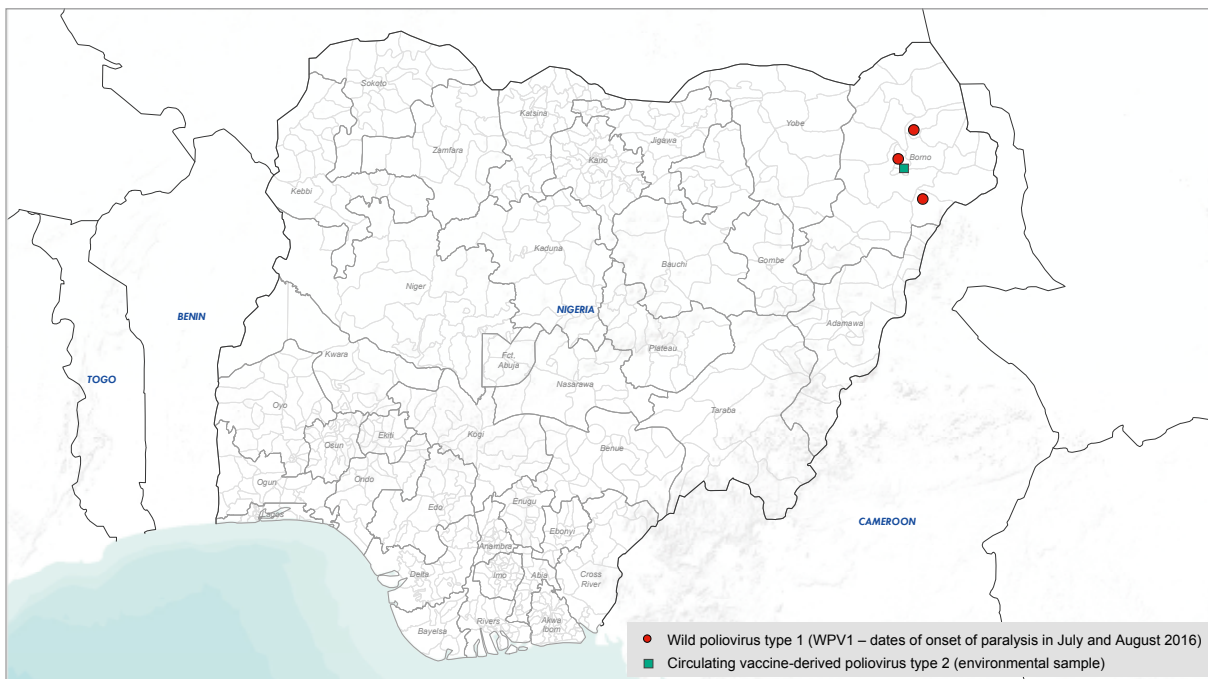 Sokoto
Katsina
Yobe
Jigawa
Zamfara
Kano
Borno
Kebbi
Kaduna
Bauchi
Gombe
Niger
NIGERIA
BENIN
Adamawa
Plateau
Fct.
Abuja
Kwara
Nasarawa
TOGO
Oyo
Taraba
Osun
Ekiti
Kogi
Benue
Ogun
Ondo
Enugu
Edo
Lagos
Ebonyi
CAMEROON
Anambra
Delta
Imo
Abia
Cross
River
Bayelsa
Rivers
Akwa
Ibom
Wild poliovirus type 1 (WPV1 – dates of onset of paralysis in July and August 2016)
Circulating vaccine-derived poliovirus type 2 (environmental sample)